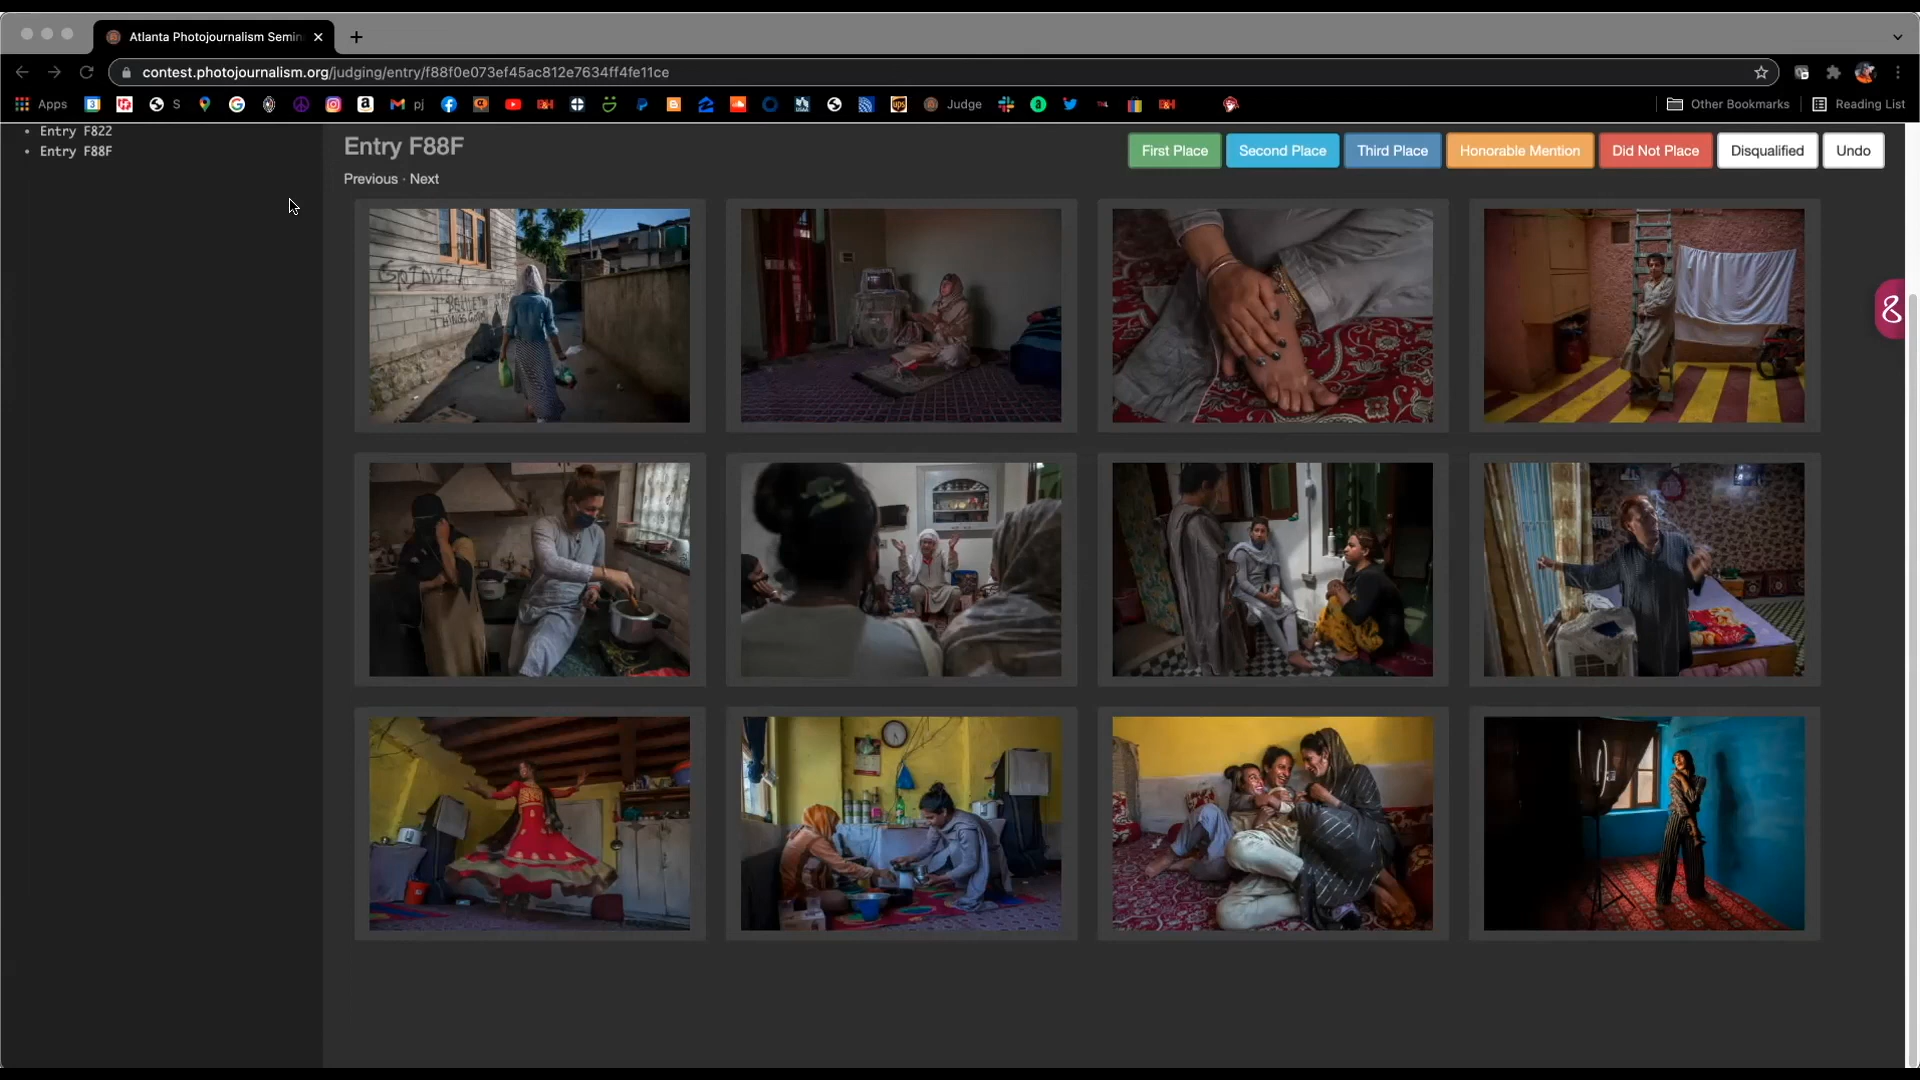 Atlanta Photojournalism Semin
contest.photojournalism.org/judging/entry/f88f0e073ef45ac812e7634ff4fe11ce
Apps
S
pj
Judge
Other Bookmarks
Reading List
Entry F822
Entry F88F
Entry F88F
Previous · Next
First Place
Second Place
Third Place
Honorable Mention
Did Not Place
Disqualified
Undo